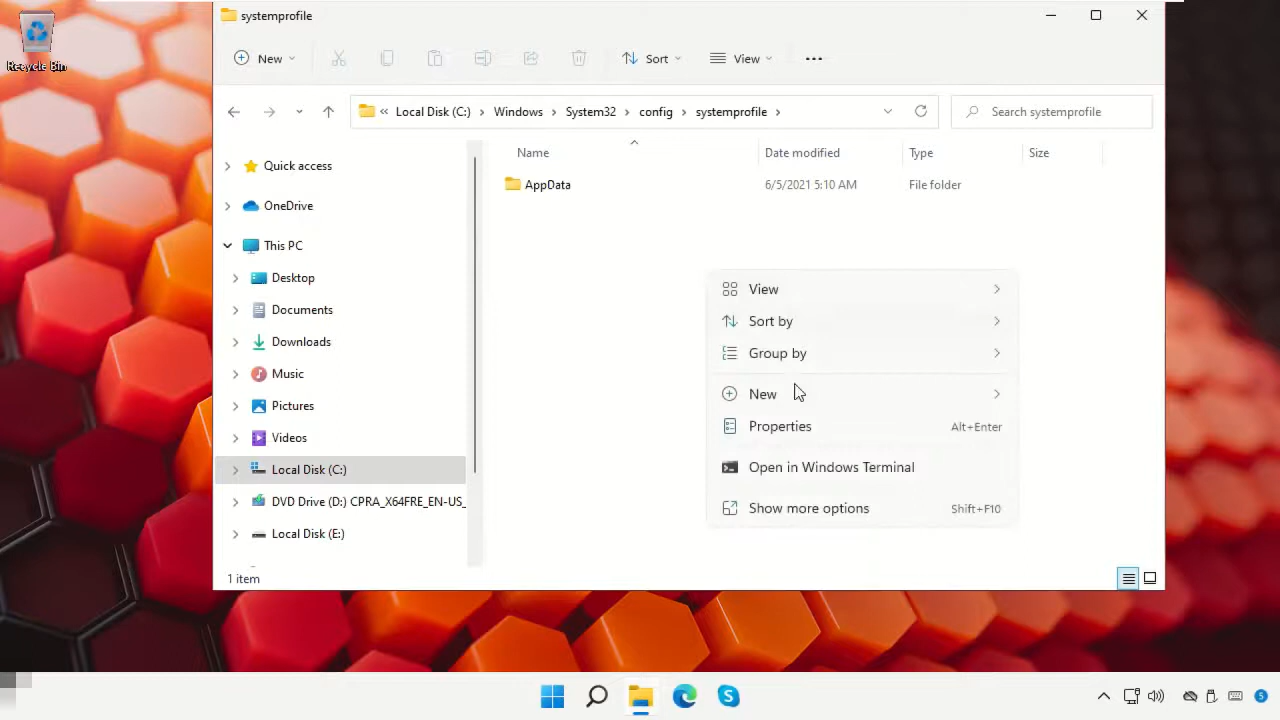 systemprofile
Recycle Bin
New
Sort
View
Local Disk (C:) Windows System32 config systemprofile
Search systemprofile
Name Date modified Type Size
AppData 6/5/2021 5:10 AM File folder
Quick access
OneDrive
This PC
Desktop
Documents
Downloads
Music
Pictures
Videos
Local Disk (C:)
DVD Drive (D:) CPRA_X64FRE_EN-US_
Local Disk (E:)
View
Sort by
Group by
New
Properties Alt+Enter
Open in Windows Terminal
Show more options Shift+F10
1 item
5